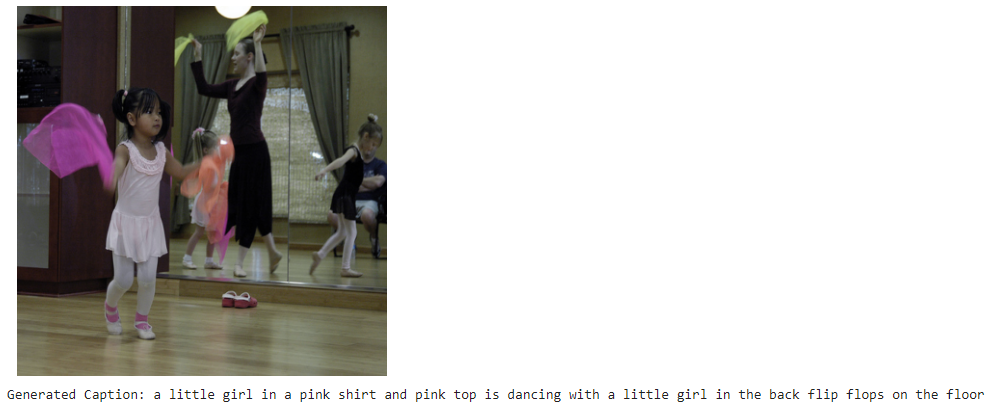 Generated Caption: a little girl in a pink shirt and pink top is dancing with a little girl in the back flip flops on the floor